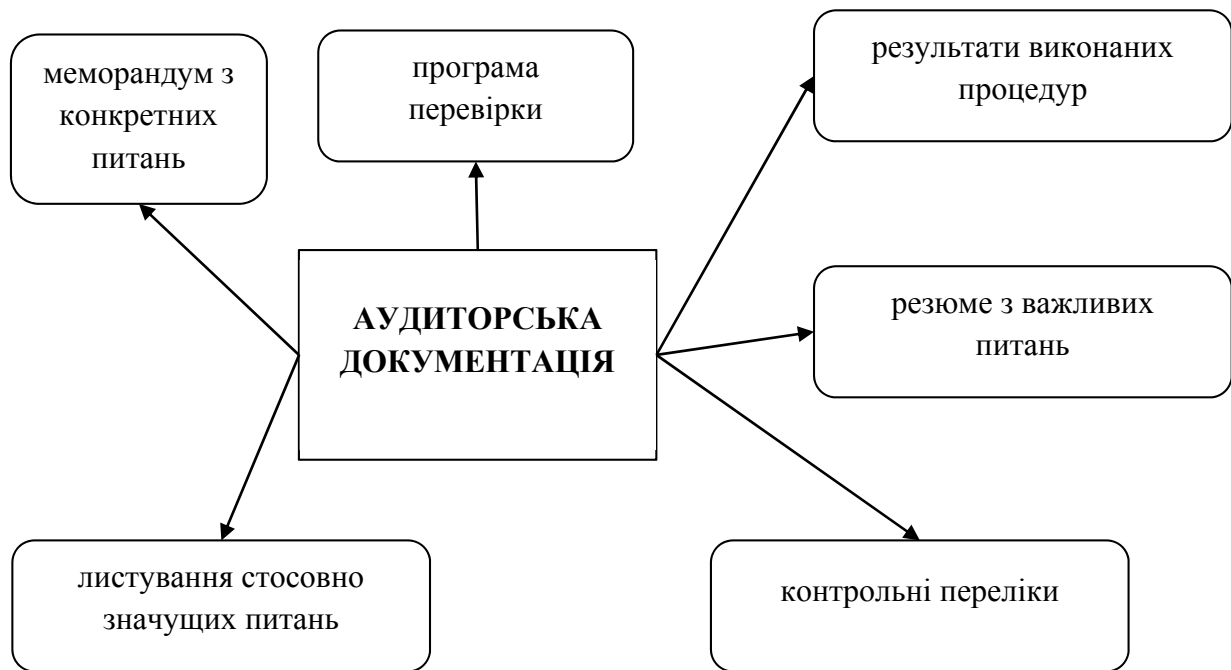 меморандум з
конкретних
питань
програма
перевірки
результати виконаних
процедур
АУДИТОРСЬКА
ДОКУМЕНТАЦІЯ
резюме з важливих
питань
листування стосовно
значущих питань
контрольні переліки